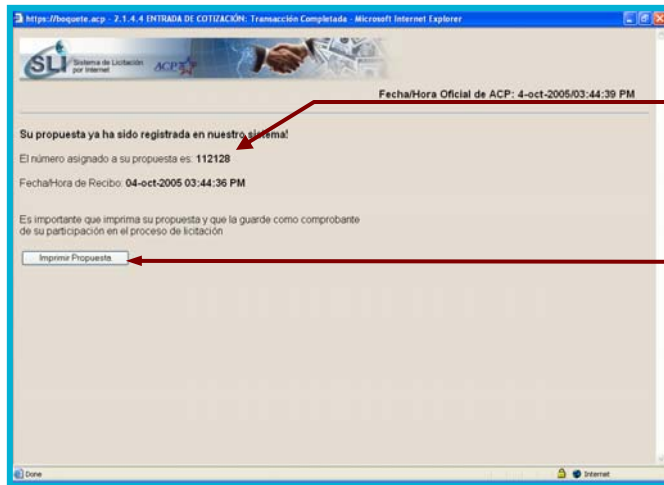 https://boquete.acp - 2.1.4.4 ENTRADA DE COTIZACIÓN: Transacción Completada - Microsoft Internet Explorer
SLI Sistema de Licitación
por Internet
ACP
Fecha/Hora Oficial de ACP: 4-oct-2005/03:44:39 PM
Su propuesta ya ha sido registrada en nuestro sistema!
El número asignado a su propuesta es: 112128
Fecha/Hora de Recibo: 04-oct-2005 03:44:36 PM
Es importante que imprima su propuesta y que la guarde como comprobante
de su participación en el proceso de licitación
Imprimir Propuesta
Done
Internet